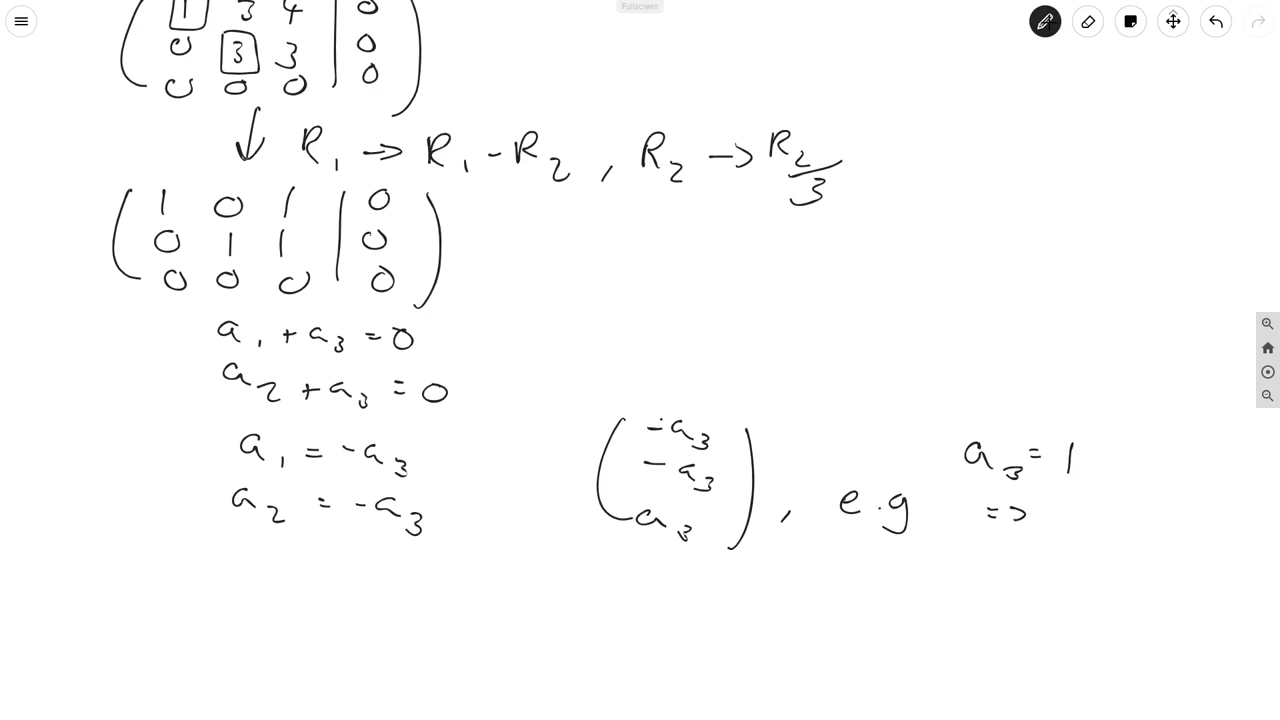 Fullscreen
( 1 3 4 | 0 )
( 0 3 3 | 0 )
( 0 0 0 | 0 )
↓ R₁ → R₁ - R₂ , R₂ → R₂/3
( 1 0 1 | 0 )
( 0 1 1 | 0 )
( 0 0 0 | 0 )
a₁ + a₃ = 0
a₂ + a₃ = 0
a₁ = -a₃
a₂ = -a₃
( -a₃ )
( -a₃ )
( a₃ ) , e.g
a₃ = 1
=>